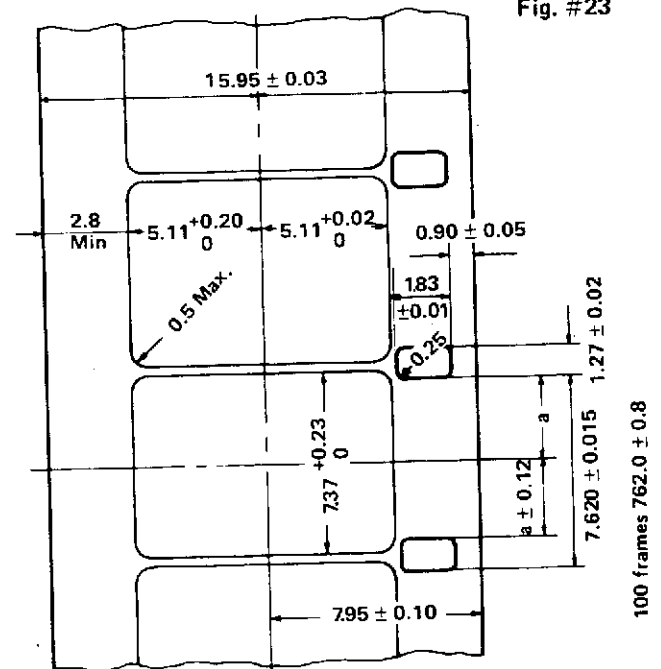 Fig. #23
15.95 ± 0.03
2.8
Min
5.11 +0.20
0
5.11 +0.02
0
0.90 ± 0.05
1.83
±0.01
0.5 Max.
0.25
1.27 ± 0.02
7.37 +0.23
0
a
a ± 0.12
7.620 ± 0.015
100 frames 762.0 ± 0.8
7.95 ± 0.10